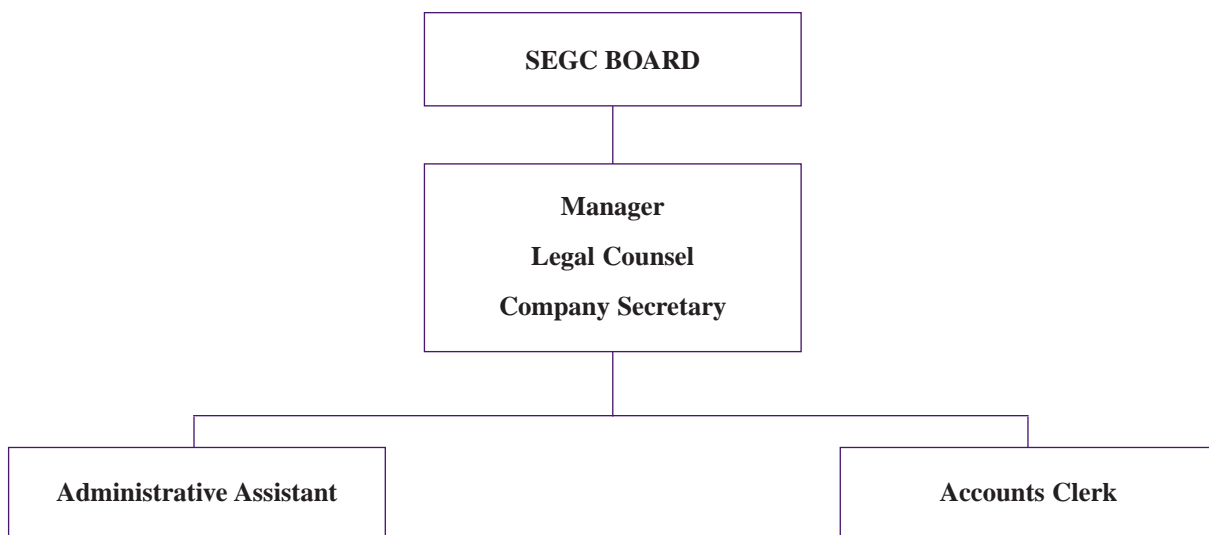 SEGC BOARD
Manager
Legal Counsel
Company Secretary
Administrative Assistant
Accounts Clerk